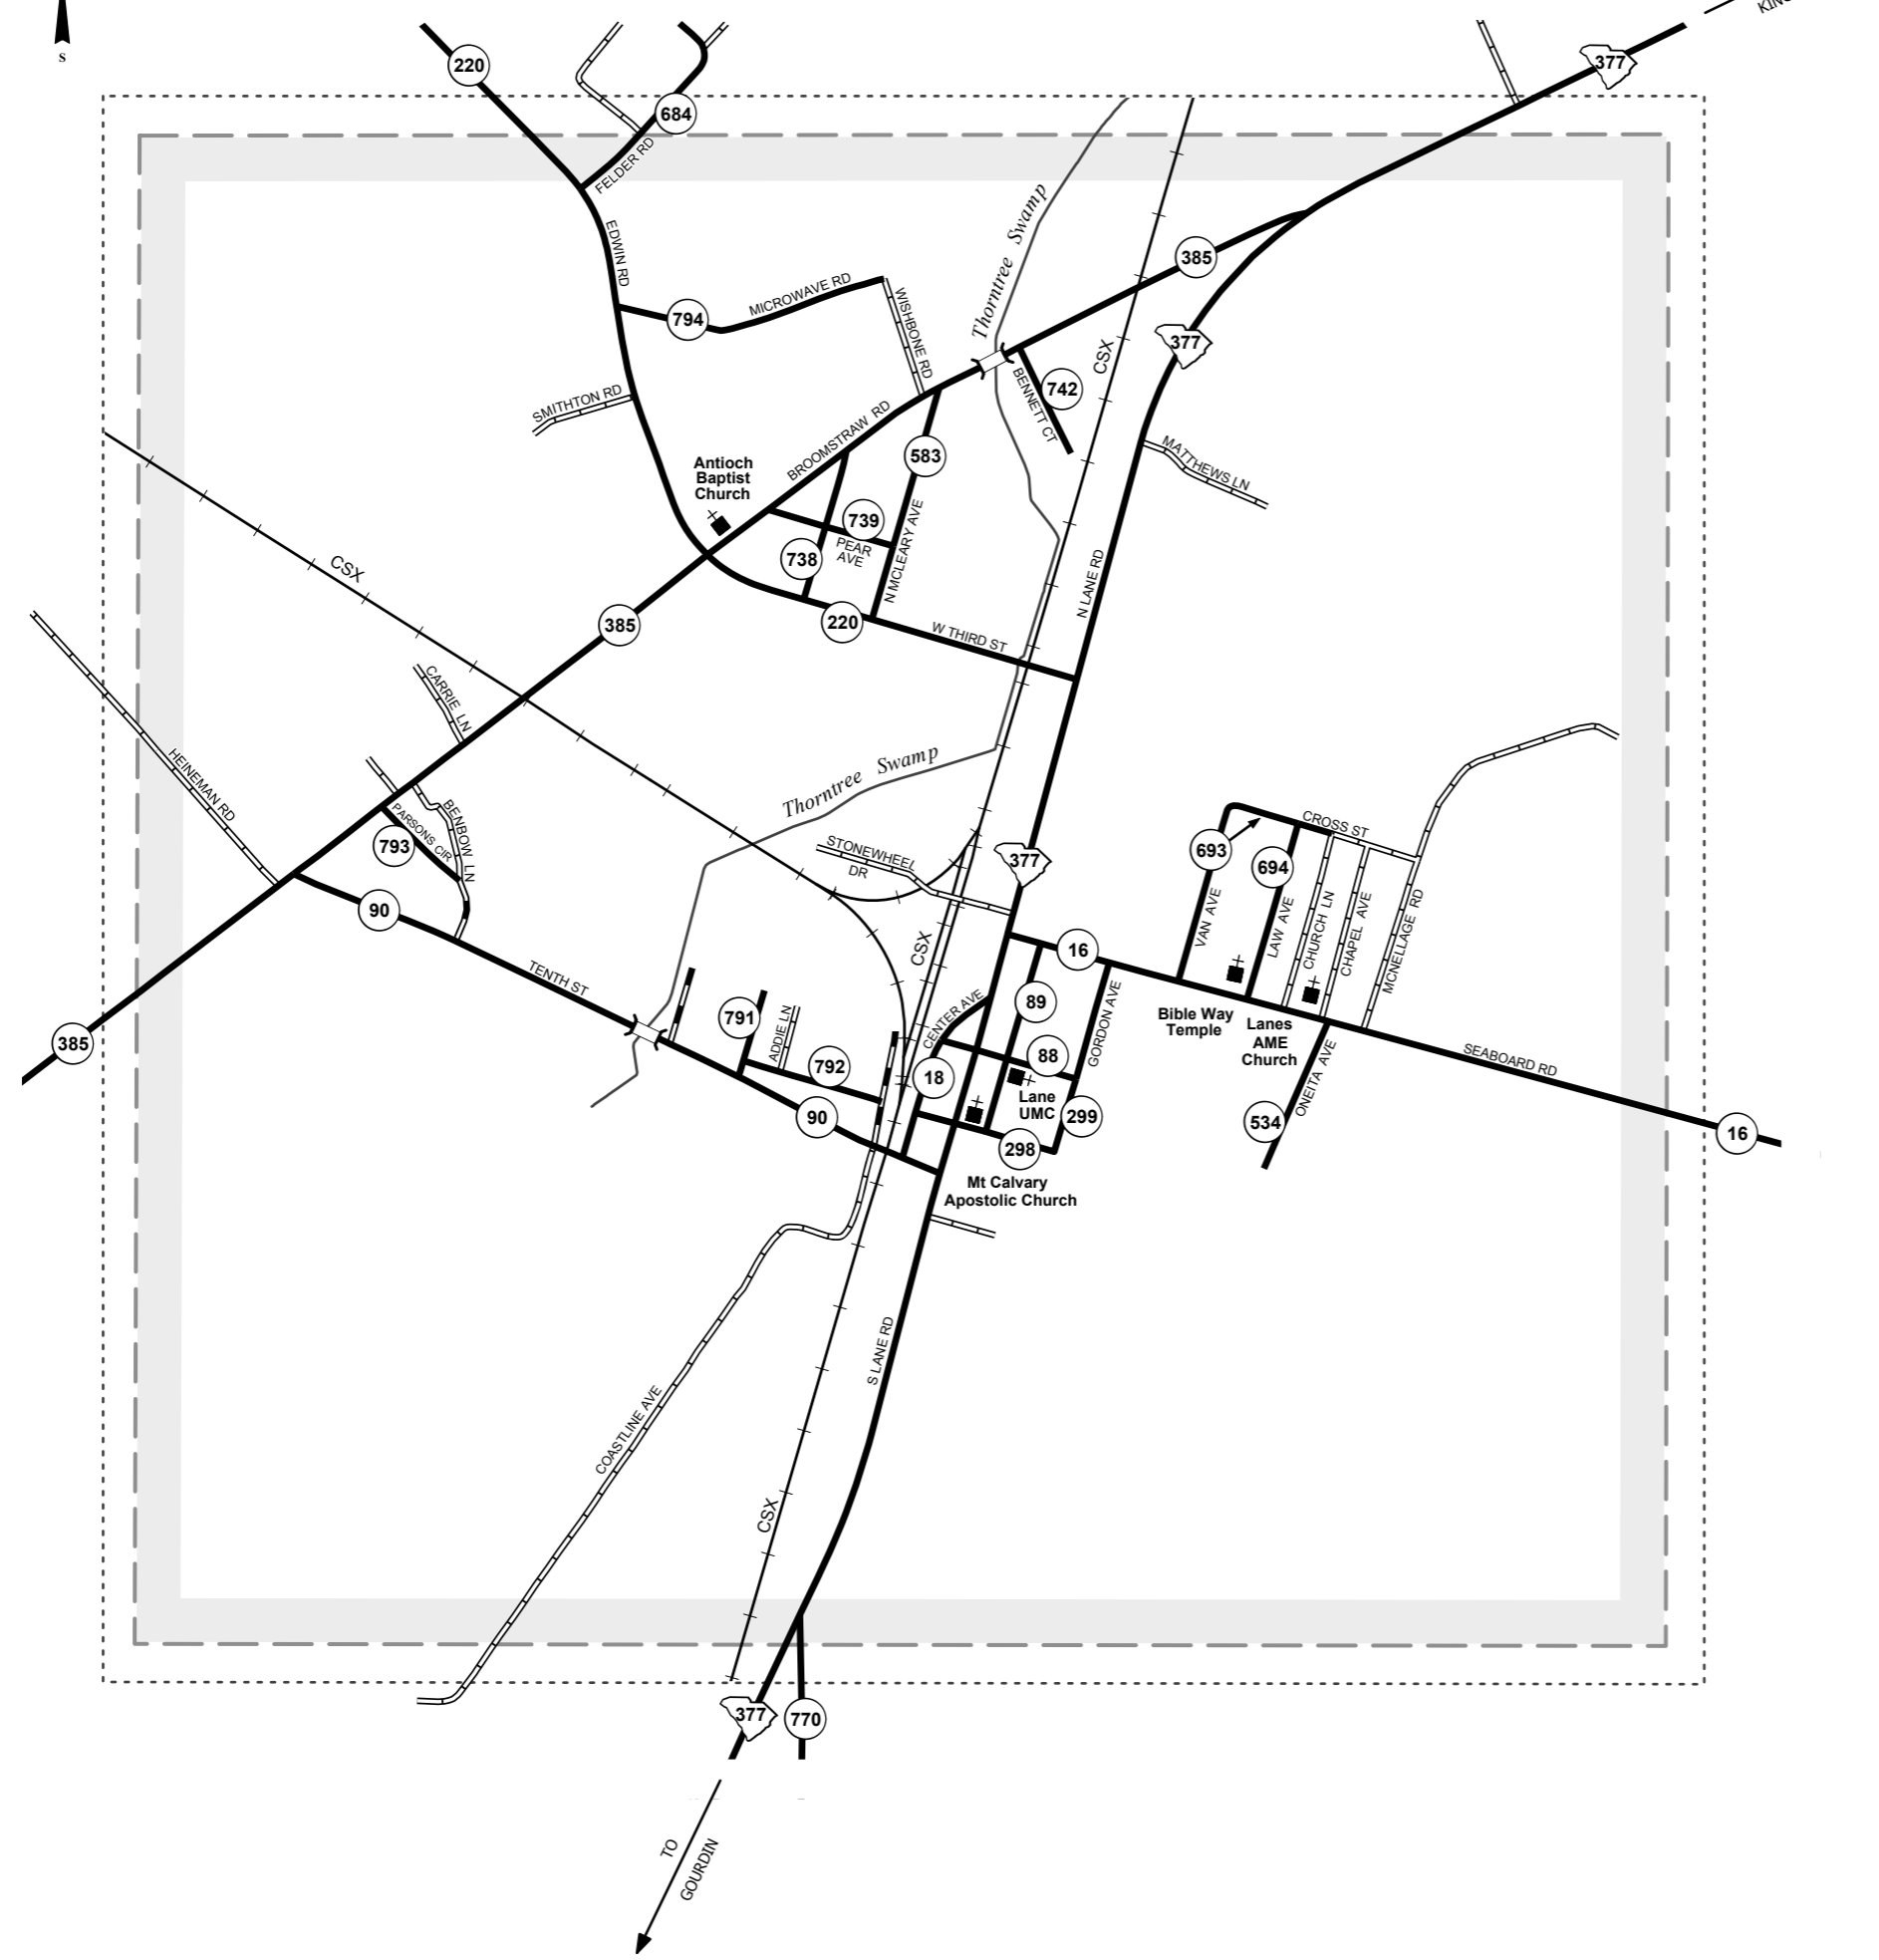 KING
S
377
220
684
FELDER RD
EDWIN RD
Thorntree Swamp
385
794
MICROWAVE RD
WISHBONE RD
377
CSX
742
BENNETT CT
SMITHTON RD
BROOMSTRAW RD
583
MATTHEWS LN
Antioch
Baptist
Church
739
PEAR
AVE
738
N MCLEARY AVE
CSX
N LANE RD
385
220
W THIRD ST
CARRIE LN
HEINEMAN RD
Thorntree Swamp
BENBOW LN
PARSONS CIR
793
STONEWHEEL
DR
377
CROSS ST
693
694
90
VAN AVE
LAW AVE
CHURCH LN
CHAPEL AVE
MCNELLAGE RD
CSX
16
TENTH ST
89
GORDON AVE
CENTER AVE
Bible Way
Temple
Lanes
AME
Church
791
ADDIE LN
792
385
88
18
SEABOARD RD
ONEITA AVE
Lane
UMC
90
299
534
16
298
Mt Calvary
Apostolic Church
S LANE RD
COASTLINE AVE
CSX
377
770
TO
GOURDIN